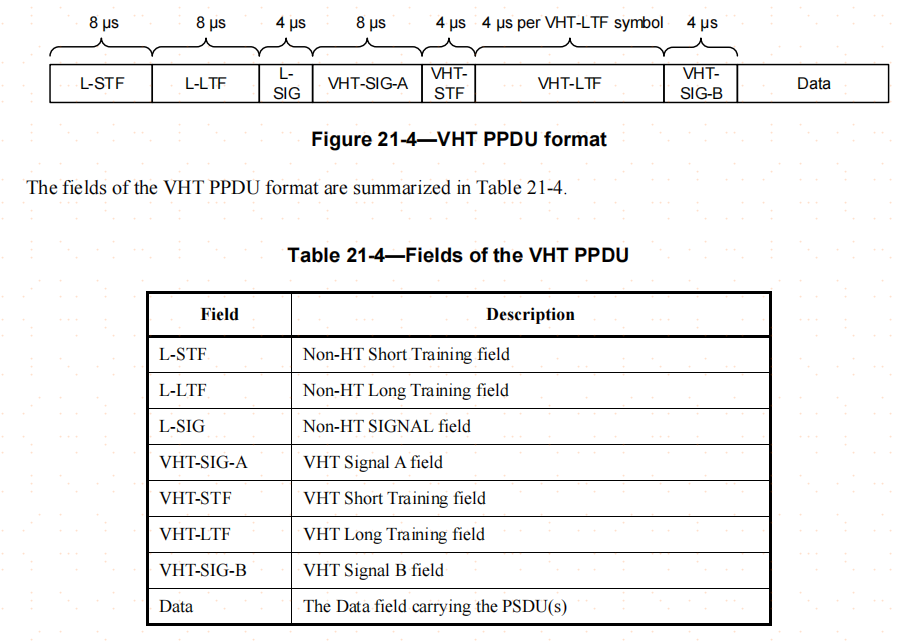 8 µs 8 µs 4 µs 8 µs 4 µs 4 µs per VHT-LTF symbol 4 µs
L-STF L-LTF L-SIG VHT-SIG-A VHT-STF VHT-LTF VHT-SIG-B Data
Figure 21-4—VHT PPDU format
The fields of the VHT PPDU format are summarized in Table 21-4.
Table 21-4—Fields of the VHT PPDU
Field Description
L-STF Non-HT Short Training field
L-LTF Non-HT Long Training field
L-SIG Non-HT SIGNAL field
VHT-SIG-A VHT Signal A field
VHT-STF VHT Short Training field
VHT-LTF VHT Long Training field
VHT-SIG-B VHT Signal B field
Data The Data field carrying the PSDU(s)